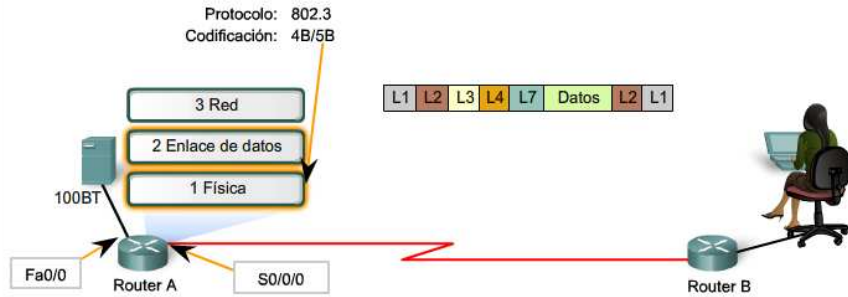 Protocolo: 802.3
Codificación: 4B/5B
3 Red
L1 L2 L3 L4 L7 Datos L2 L1
2 Enlace de datos
1 Física
100BT
Fa0/0
S0/0/0
Router A
Router B